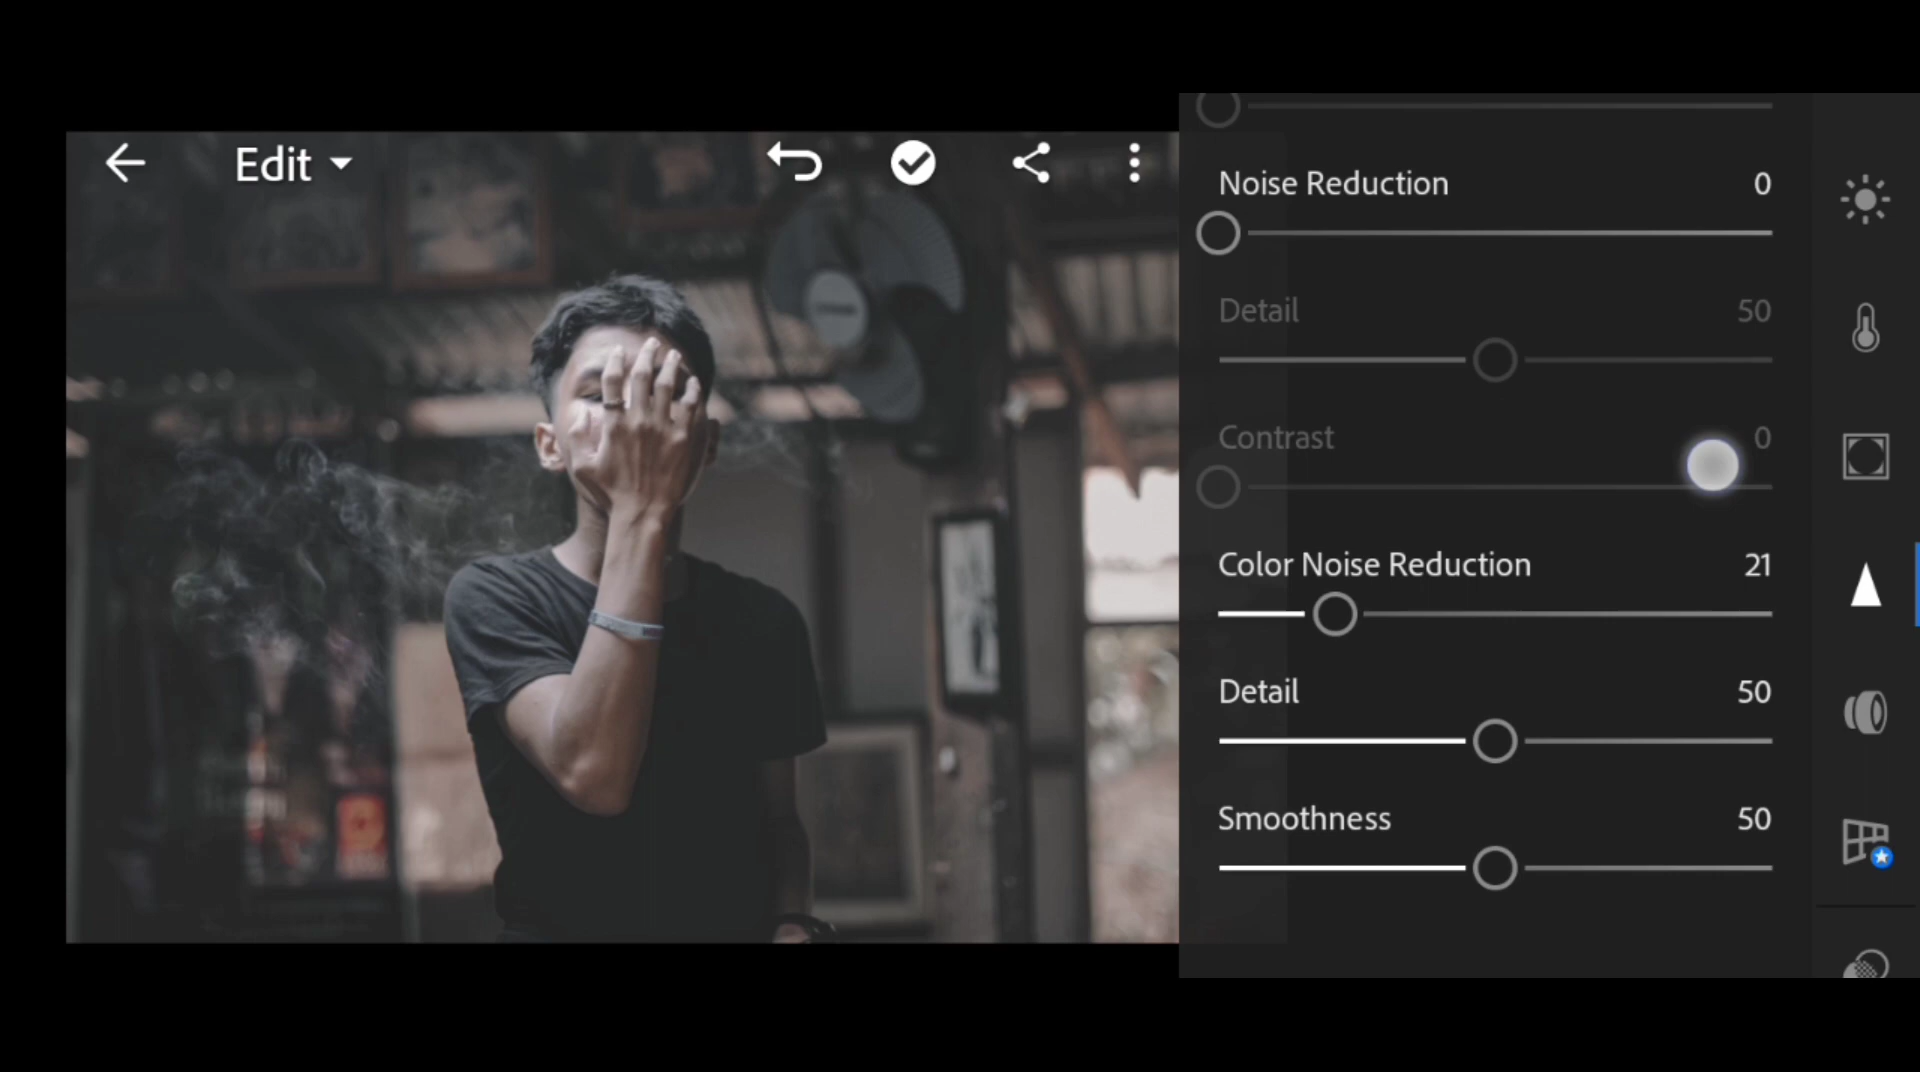 Edit
Noise Reduction 0
Detail 50
Contrast 0
Color Noise Reduction 21
Detail 50
Smoothness 50